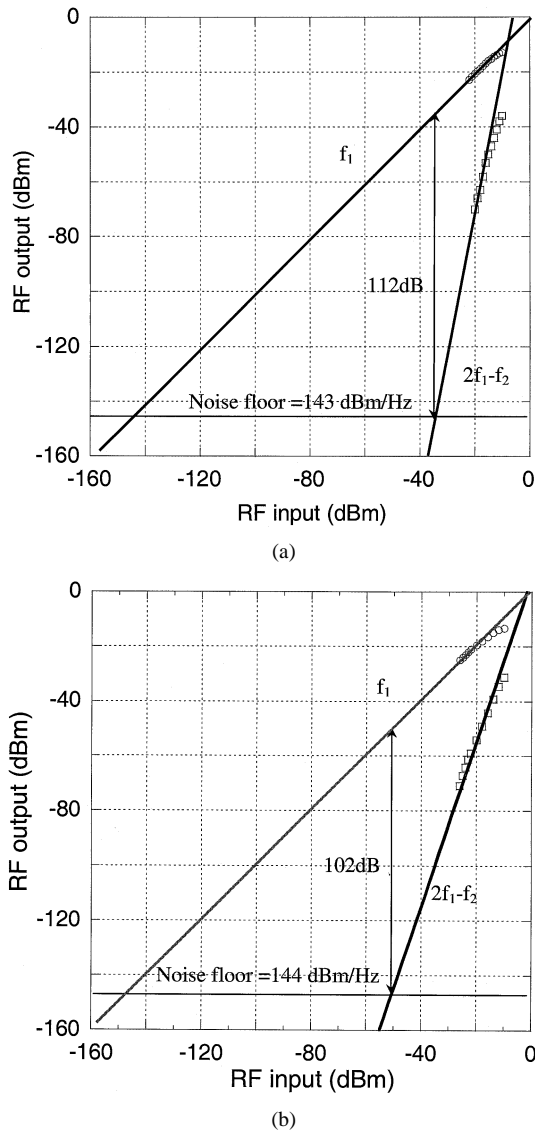 0
-40
-80
-120
-160
RF output (dBm)
f1
112dB
2f1-f2
Noise floor =143 dBm/Hz
-160 -120 -80 -40 0
RF input (dBm)
(a)
0
-40
-80
-120
-160
RF output (dBm)
f1
102dB
2f1-f2
Noise floor =144 dBm/Hz
-160 -120 -80 -40 0
RF input (dBm)
(b)